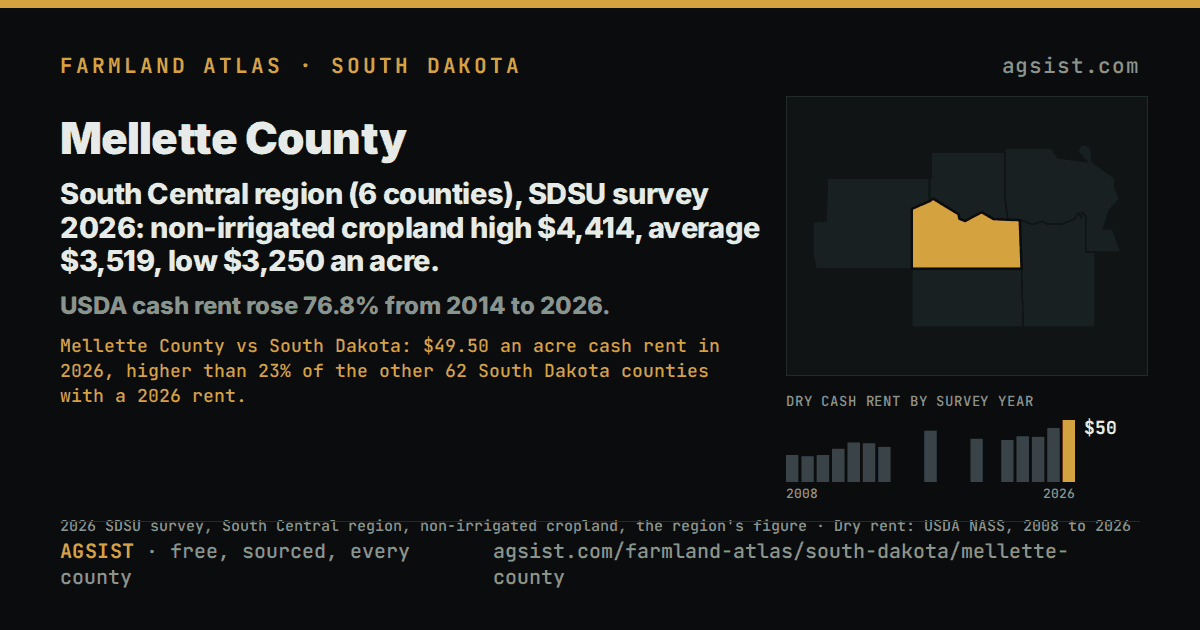 FARMLAND ATLAS · SOUTH DAKOTA
agsist.com
Mellette County
South Central region (6 counties), SDSU survey
2026: non-irrigated cropland high $4,414, average
$3,519, low $3,250 an acre.
USDA cash rent rose 76.8% from 2014 to 2026.
Mellette County vs South Dakota: $49.50 an acre cash rent in
2026, higher than 23% of the other 62 South Dakota counties
with a 2026 rent.
DRY CASH RENT BY SURVEY YEAR
$50
2008
2026
2026 SDSU survey, South Central region, non-irrigated cropland, the region's figure · Dry rent: USDA NASS, 2008 to 2026
AGSIST · free, sourced, every
county
agsist.com/farmland-atlas/south-dakota/mellette-
county